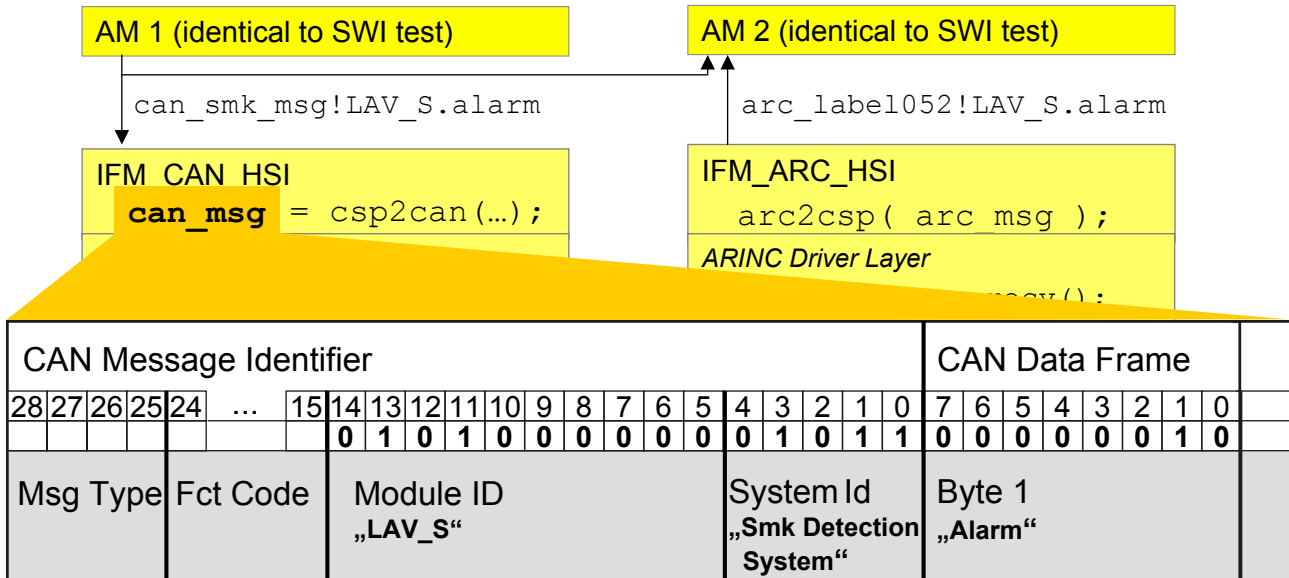 AM 1 (identical to SWI test)
AM 2 (identical to SWI test)
can_smk_msg!LAV_S.alarm
arc_label052!LAV_S.alarm
IFM_CAN_HSI
can_msg = csp2can(…);
IFM_ARC_HSI
arc2csp( arc_msg );
ARINC Driver Layer
CAN Message Identifier
CAN Data Frame
28 27 26 25 24 ... 15 14 13 12 11 10 9 8 7 6 5 4 3 2 1 0 7 6 5 4 3 2 1 0
0 1 0 1 0 0 0 0 0 0 0 1 0 1 1 0 0 0 0 0 0 1 0
Msg Type
Fct Code
Module ID
„LAV_S“
System Id
„Smk Detection
System“
Byte 1
„Alarm“